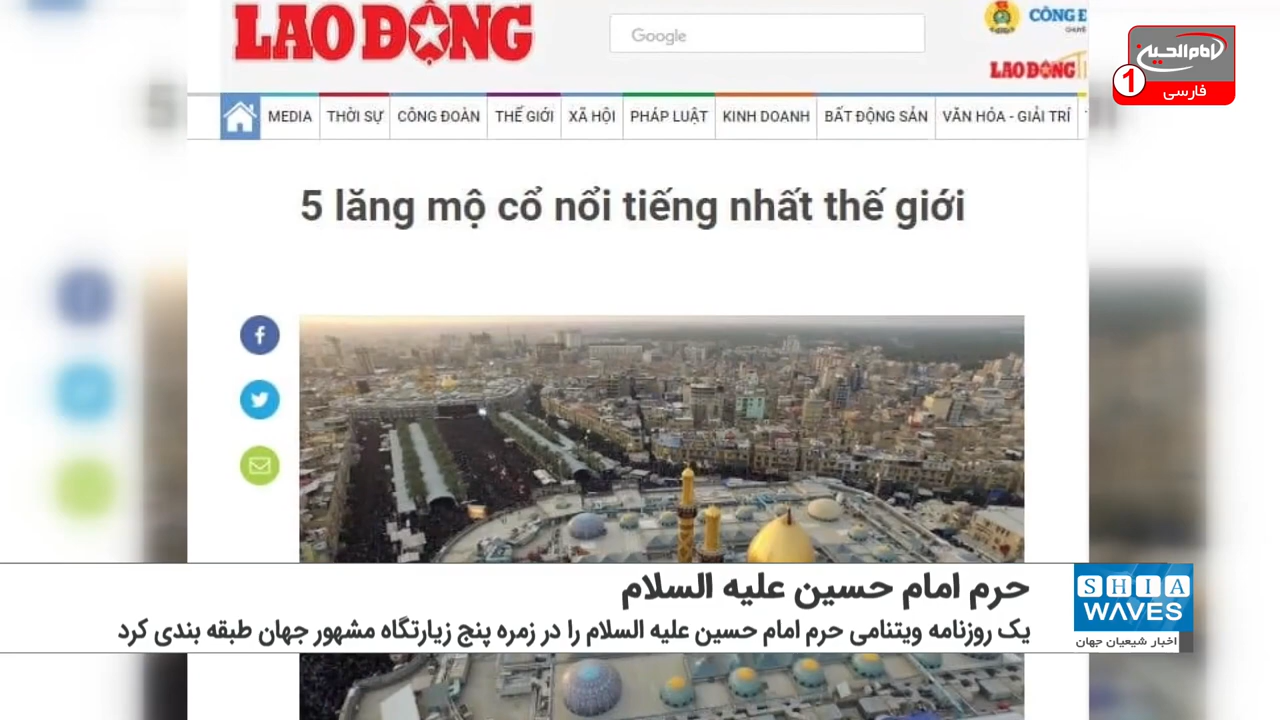 LAO ĐỘNG
Google
CÔNG Đ
LAO ĐỘNG
امام الحسین
1
فارسی
MEDIA THỜI SỰ CÔNG ĐOÀN THẾ GIỚI XÃ HỘI PHÁP LUẬT KINH DOANH BẤT ĐỘNG SẢN VĂN HÓA - GIẢI TRÍ
5 lăng mộ cổ nổi tiếng nhất thế giới
حرم امام حسین علیه السلام
یک روزنامه ویتنامی حرم امام حسین علیه السلام را در زمره پنج زیارتگاه مشهور جهان طبقه بندی کرد
SHIA
WAVES
اخبار شیعیان جهان